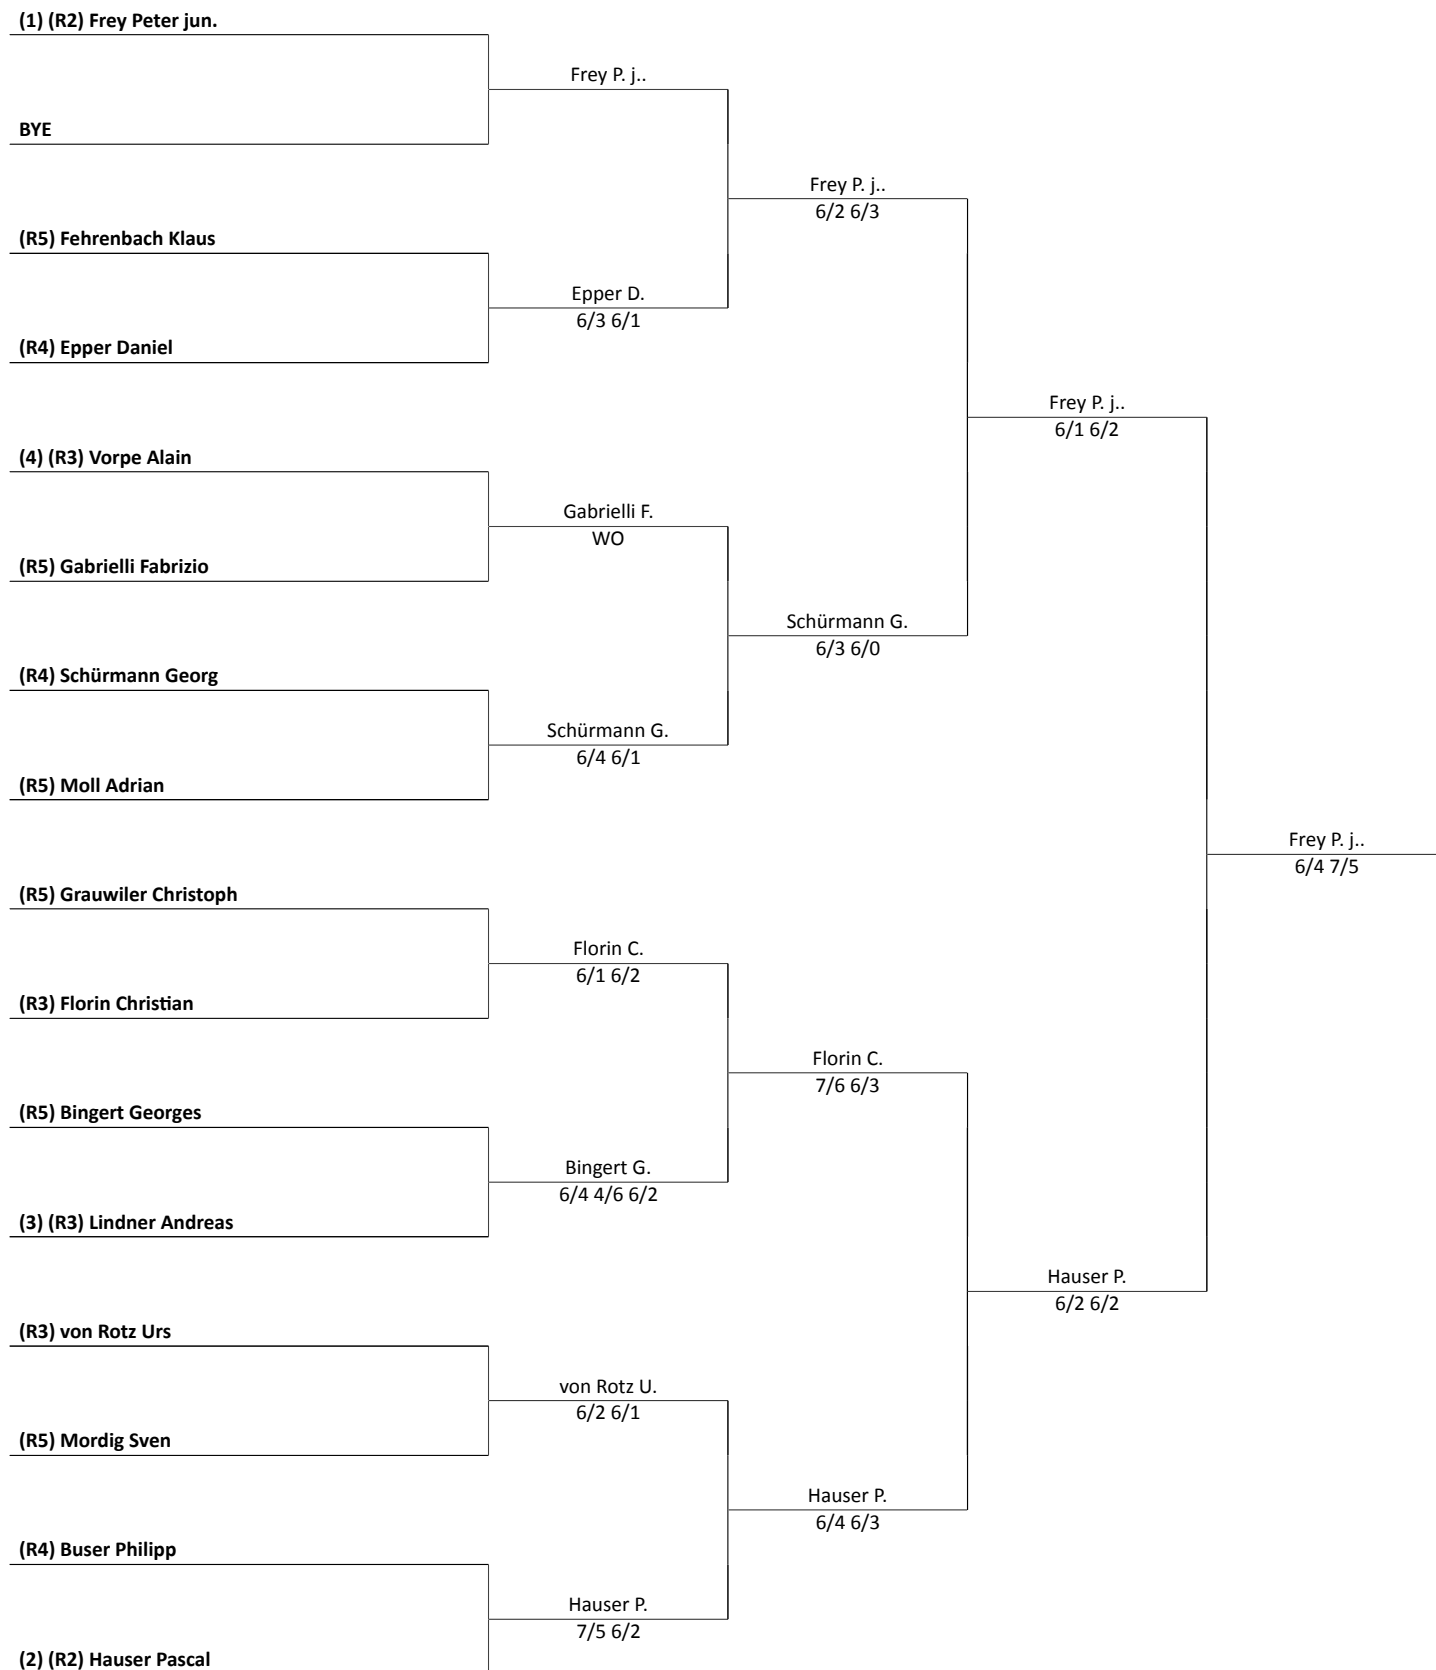 (1) (R2) Frey Peter jun.
Frey P. j..
BYE
Frey P. j..
6/2 6/3
(R5) Fehrenbach Klaus
Epper D.
6/3 6/1
(R4) Epper Daniel
Frey P. j..
6/1 6/2
(4) (R3) Vorpe Alain
Gabrielli F.
WO
(R5) Gabrielli Fabrizio
Schürmann G.
6/3 6/0
(R4) Schürmann Georg
Schürmann G.
6/4 6/1
(R5) Moll Adrian
Frey P. j..
6/4 7/5
(R5) Grauwiler Christoph
Florin C.
6/1 6/2
(R3) Florin Christian
Florin C.
7/6 6/3
(R5) Bingert Georges
Bingert G.
6/4 4/6 6/2
(3) (R3) Lindner Andreas
Hauser P.
6/2 6/2
(R3) von Rotz Urs
von Rotz U.
6/2 6/1
(R5) Mordig Sven
Hauser P.
6/4 6/3
(R4) Buser Philipp
Hauser P.
7/5 6/2
(2) (R2) Hauser Pascal